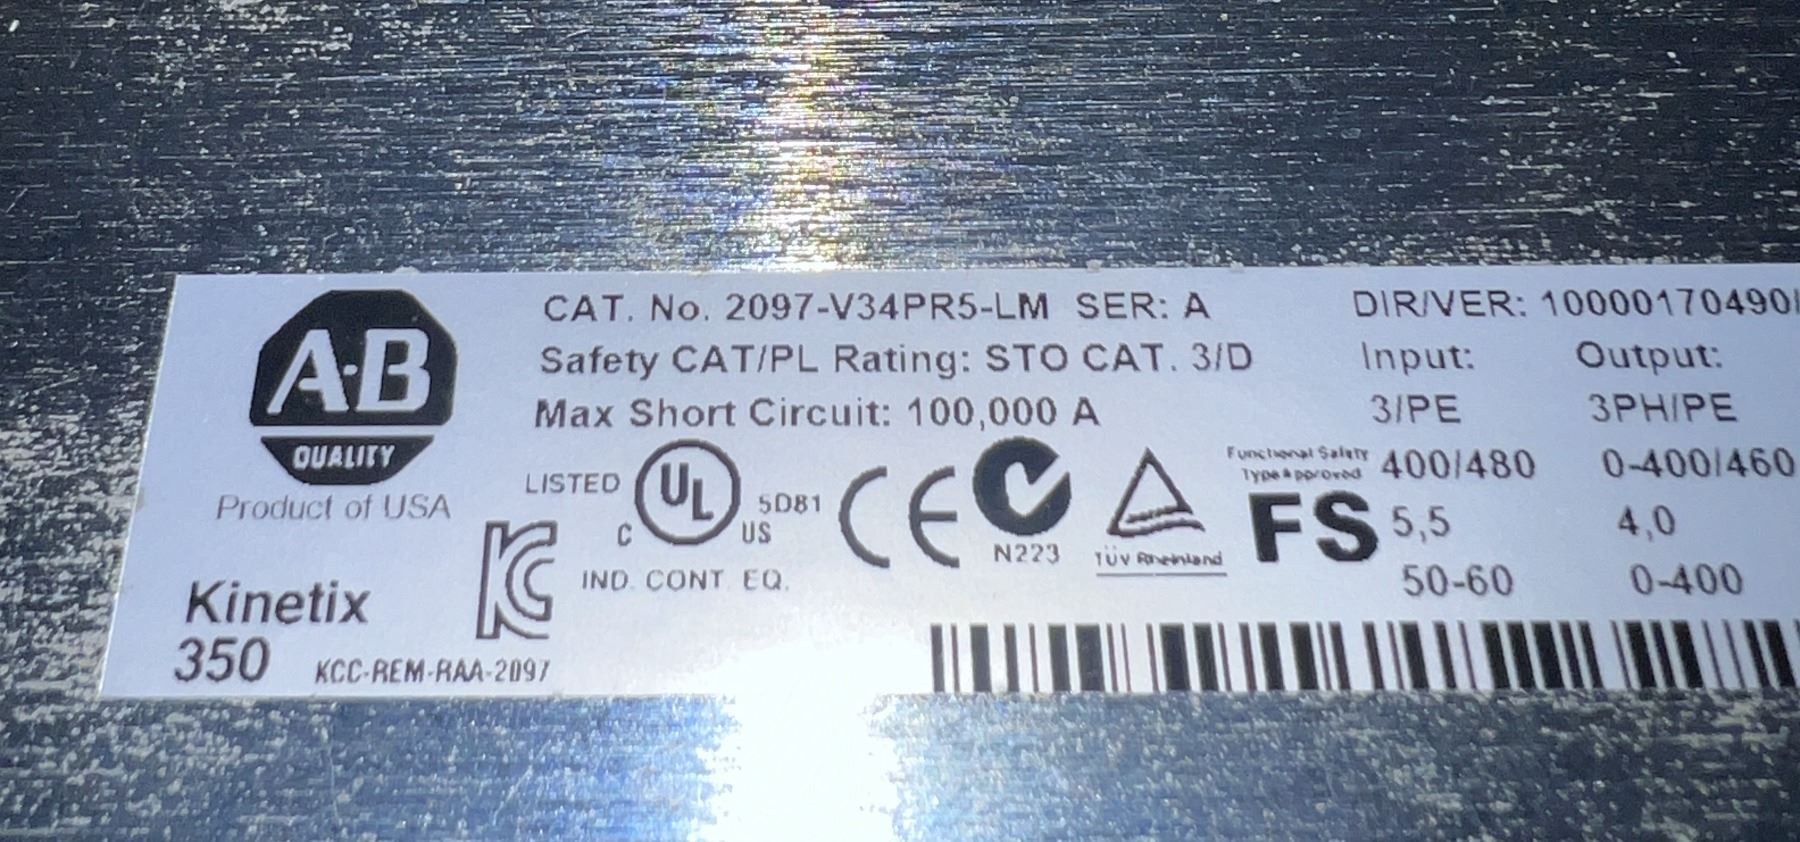 A·B
QUALITY
Product of USA
Kinetix
350
KCC-REM-RAA-2097
CAT. No. 2097-V34PR5-LM SER: A
Safety CAT/PL Rating: STO CAT. 3/D
Max Short Circuit: 100,000 A
LISTED
UL
C
US
5D81
IND. CONT. EQ.
CE
N223
TÜV Rheinland
Functional Safety
Type Approved
FS
DIR/VER: 10000170490/
Input: Output:
3/PE 3PH/PE
400/480 0-400/460
5,5 4,0
50-60 0-400